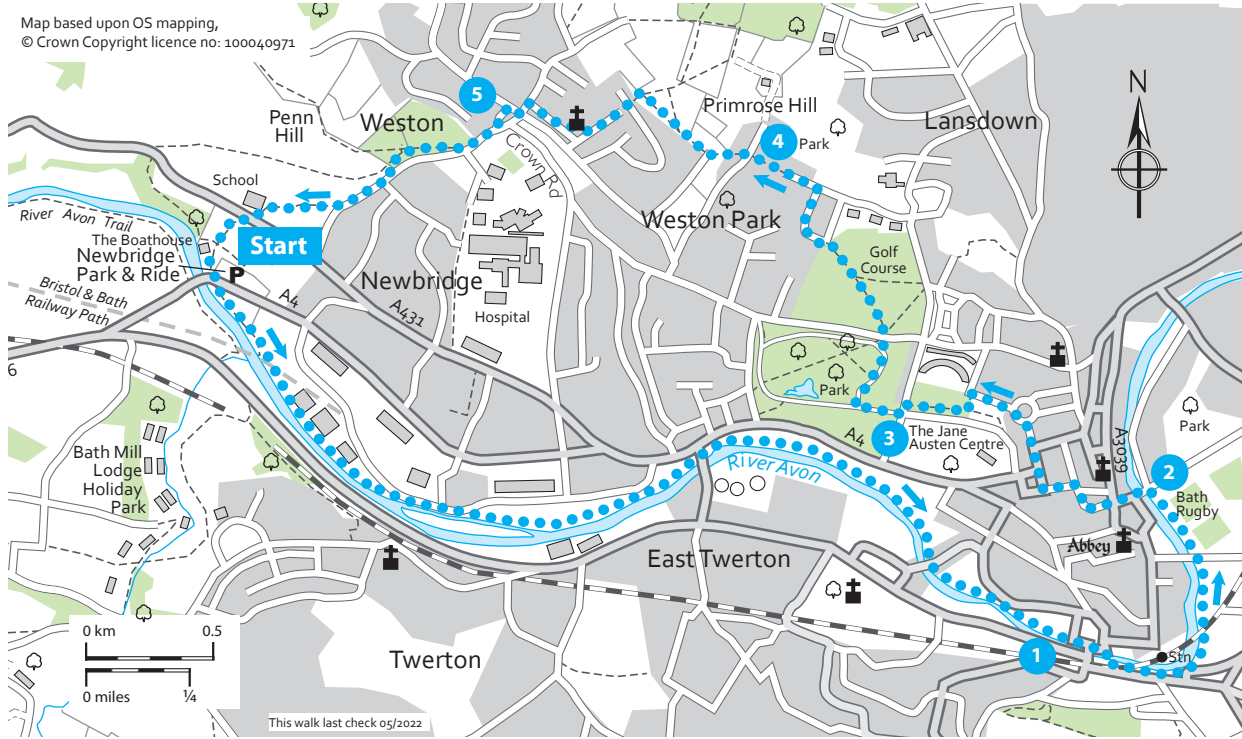 Map based upon OS mapping,
© Crown Copyright licence no: 100040971
N
5
Primrose Hill
Penn
Hill
Weston
Lansdown
4
Park
Crown Rd
School
River Avon Trail
Start
Weston Park
The Boathouse
Newbridge
Park & Ride
P
Golf
Course
Bristol & Bath
Railway Path
A4
Newbridge
A431
Hospital
6
Park
Park
3
The Jane
Austen Centre
A4
A3039
2
Bath
Rugby
Bath Mill
Lodge
Holiday
Park
River Avon
Abbey
East Twerton
0 km
0.5
1
Stn
Twerton
0 miles
¼
This walk last check 05/2022